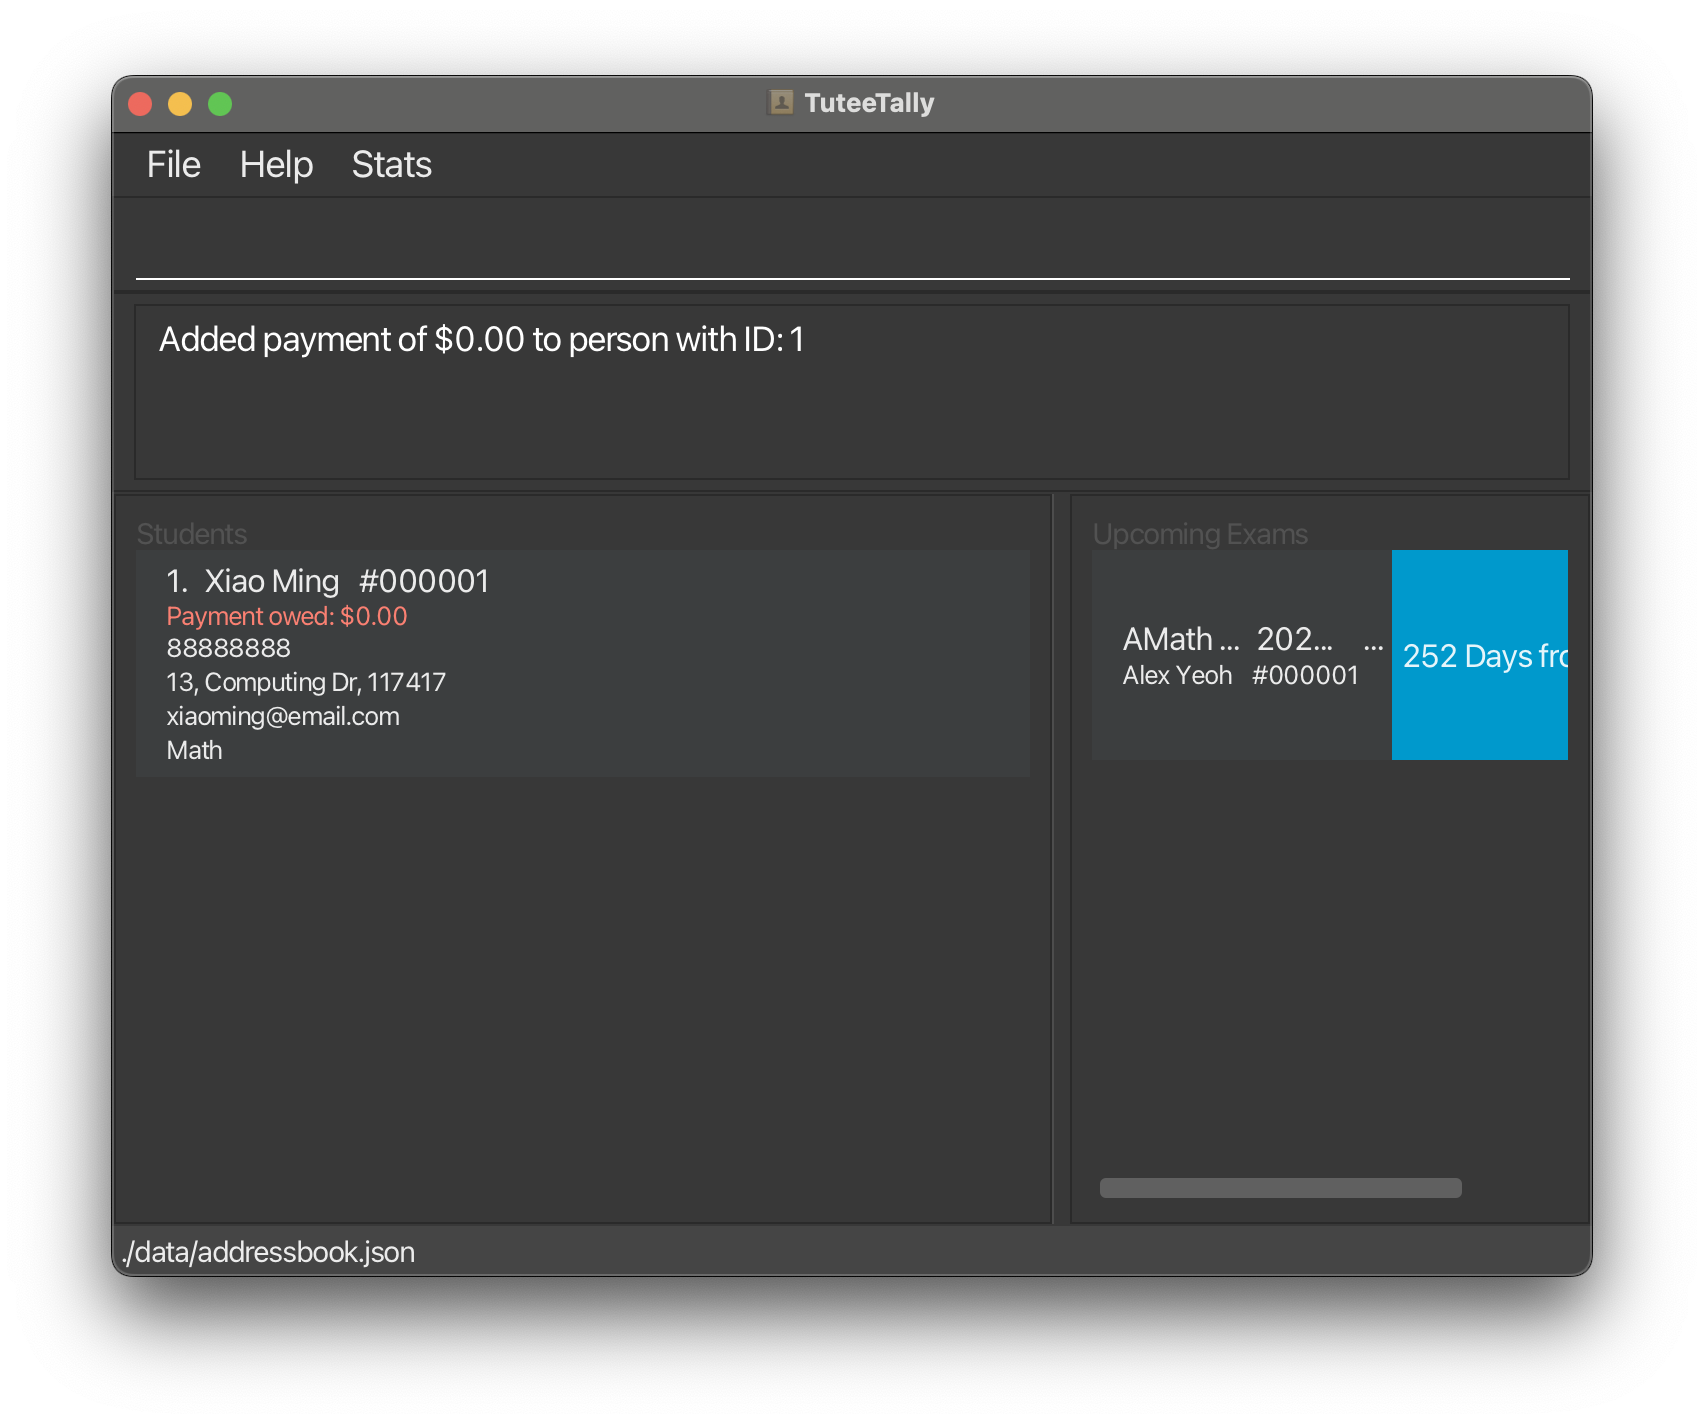 TuteeTally
File Help Stats
Added payment of $0.00 to person with ID: 1
Students
1. Xiao Ming #000001
Payment owed: $0.00
88888888
13, Computing Dr, 117417
xiaoming@email.com
Math
Upcoming Exams
AMath ... 202... ...
Alex Yeoh #000001
252 Days frc
./data/addressbook.json